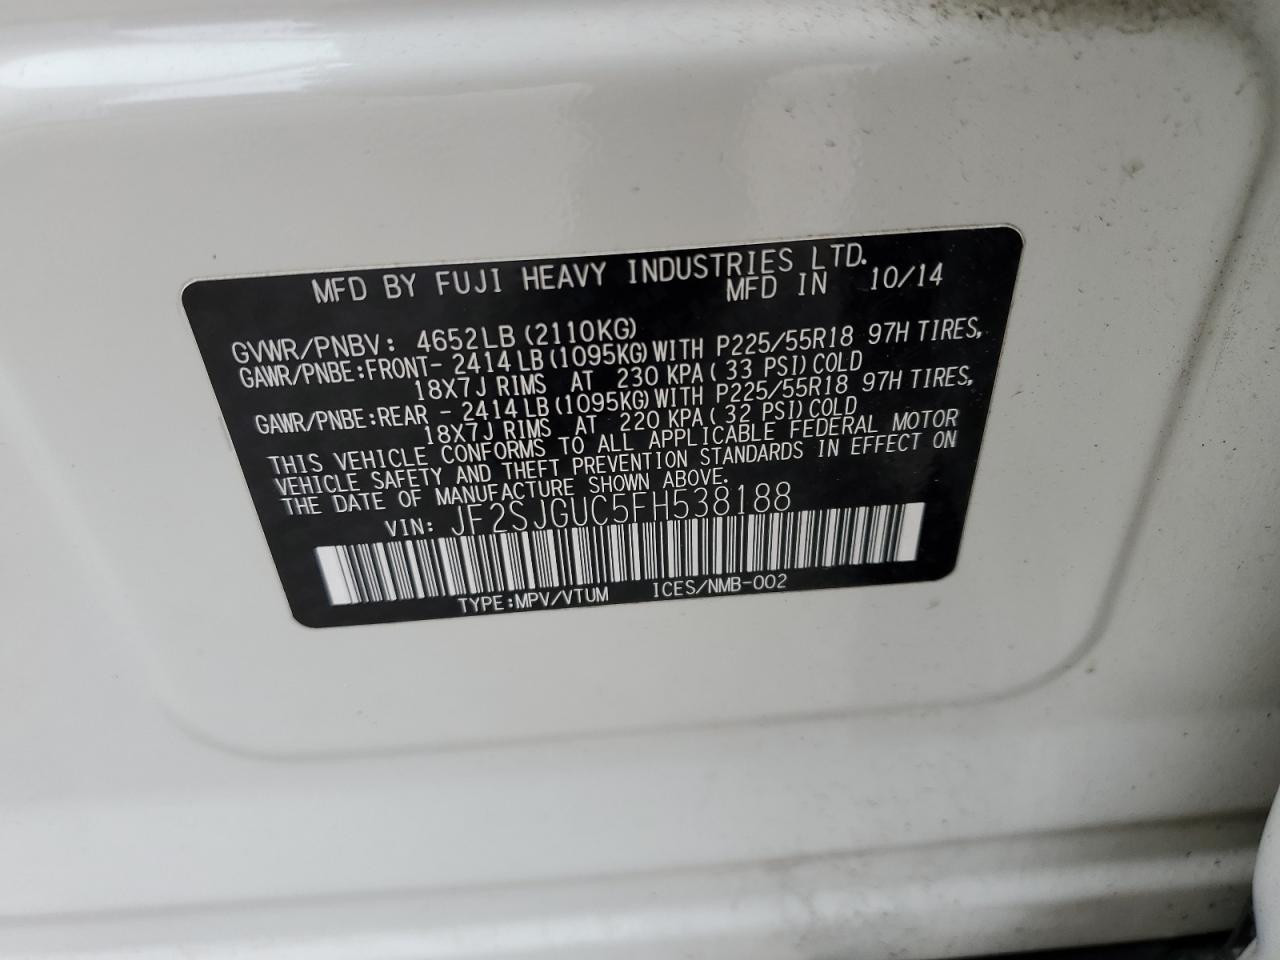 MFD BY FUJI HEAVY INDUSTRIES LTD.
MFD IN 10/14
GVWR/PNBV: 4652LB(2110KG)
GAWR/PNBE:FRONT- 2414LB(1095KG)WITH P225/55R18 97H TIRES,
18X7J RIMS AT 230 KPA( 33 PSI)COLD
GAWR/PNBE:REAR - 2414LB(1095KG)WITH P225/55R18 97H TIRES,
18X7J RIMS AT 220 KPA( 32 PSI)COLD
THIS VEHICLE CONFORMS TO ALL APPLICABLE FEDERAL MOTOR
VEHICLE SAFETY AND THEFT PREVENTION STANDARDS IN EFFECT ON
THE DATE OF MANUFACTURE SHOWN ABOVE.
VIN: JF2SJGUC5FH538188
TYPE:MPV/VTUM ICES/NMB-002